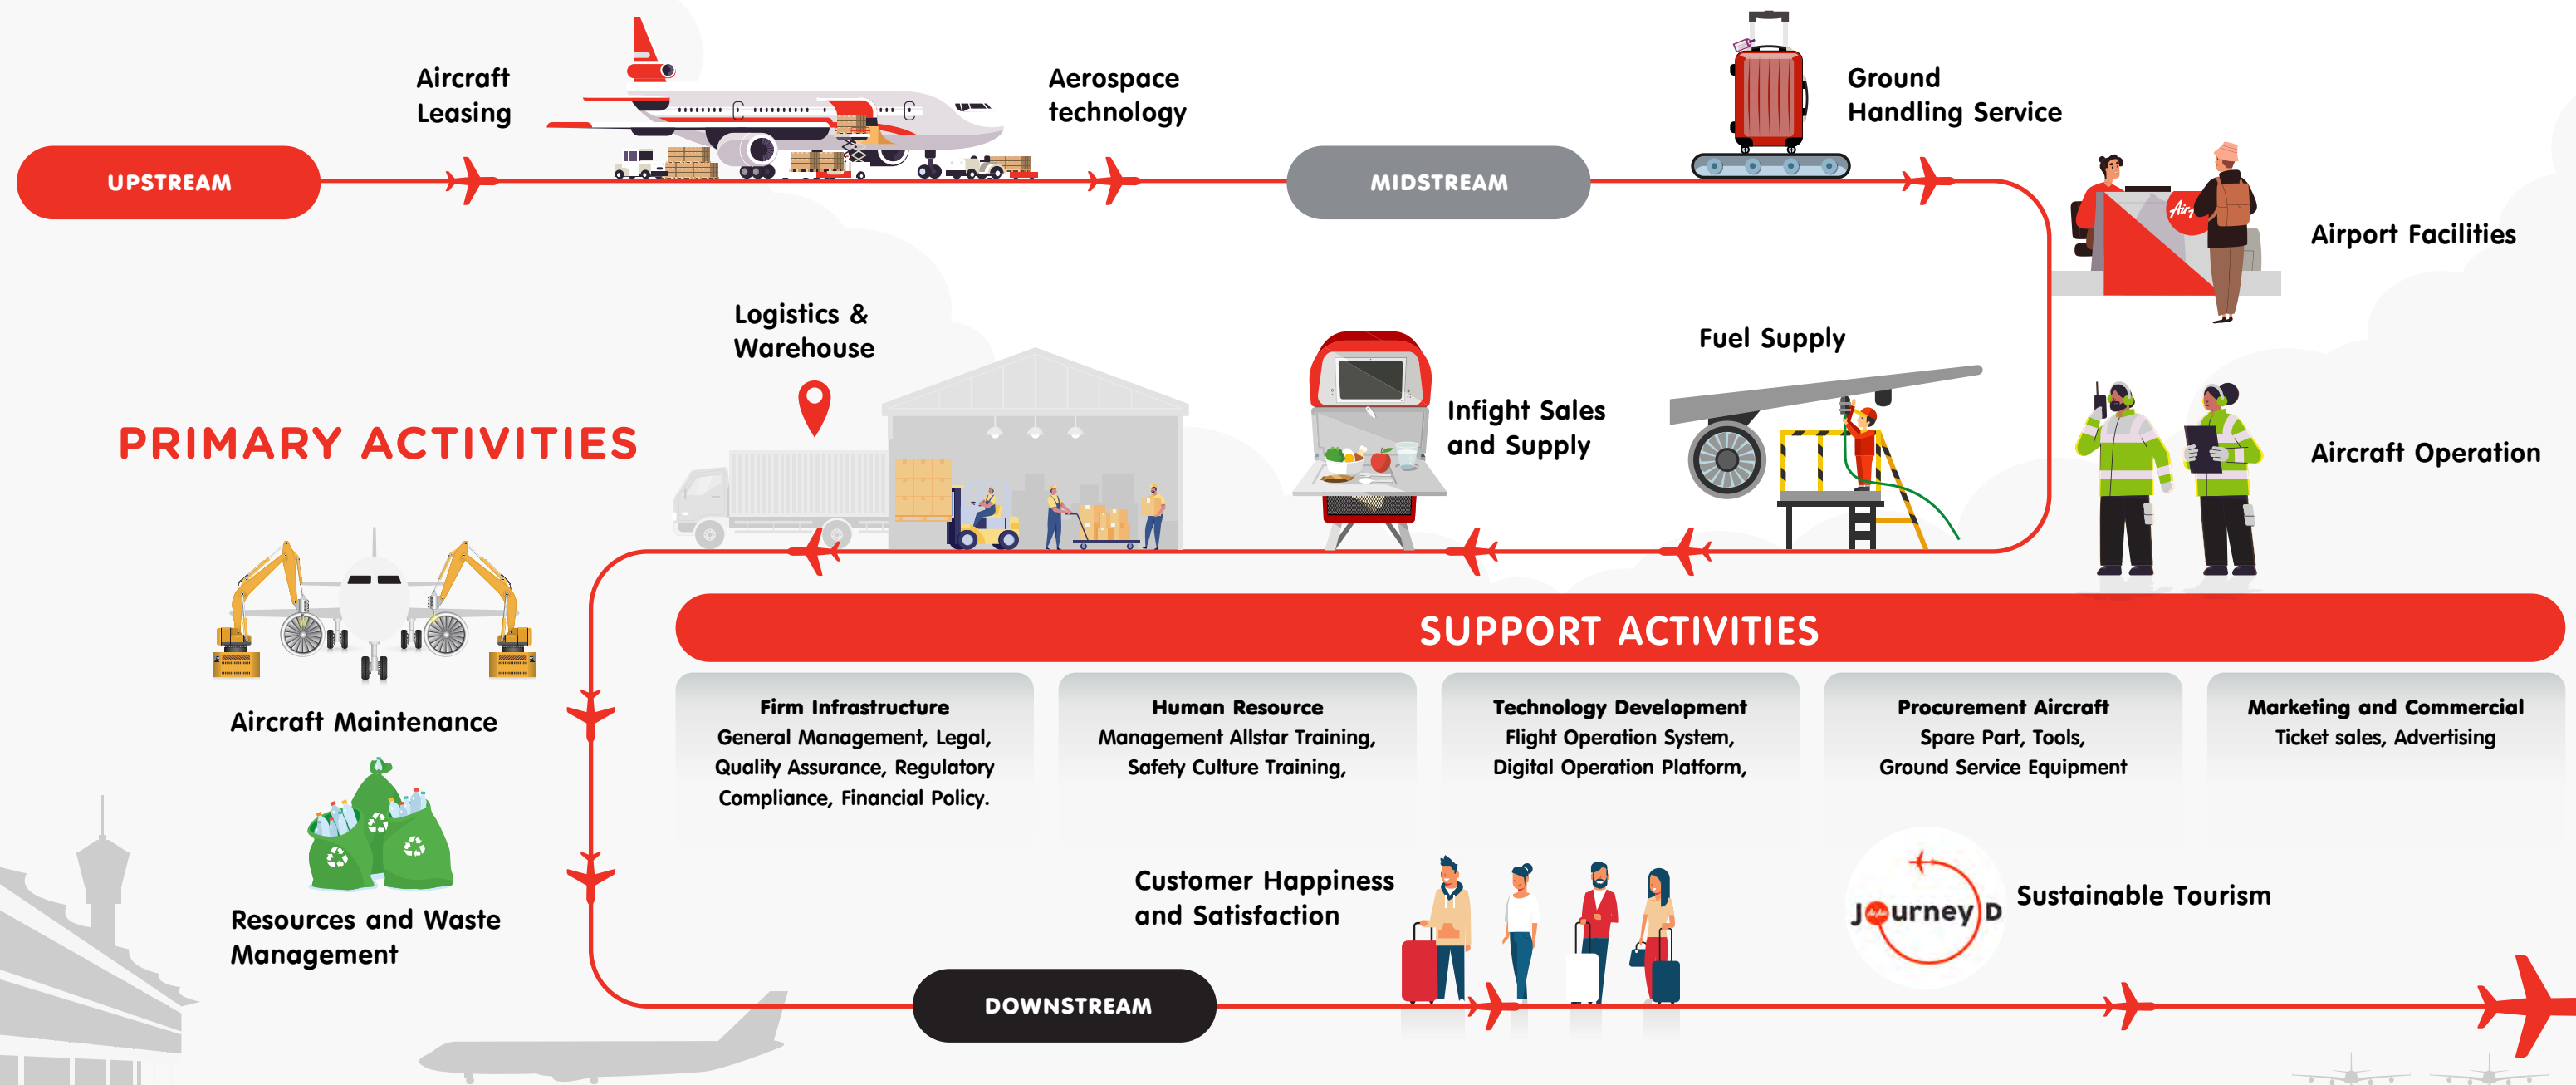 Aircraft
Leasing
Aerospace
technology
Ground
Handling Service
UPSTREAM
MIDSTREAM
Air
Airport Facilities
Logistics &
Warehouse
Fuel Supply
Infight Sales
and Supply
PRIMARY ACTIVITIES
Aircraft Operation
SUPPORT ACTIVITIES
Firm Infrastructure
General Management, Legal,
Quality Assurance, Regulatory
Compliance, Financial Policy.
Human Resource
Management Allstar Training,
Safety Culture Training,
Technology Development
Flight Operation System,
Digital Operation Platform,
Procurement Aircraft
Spare Part, Tools,
Ground Service Equipment
Marketing and Commercial
Ticket sales, Advertising
Aircraft Maintenance
Resources and Waste
Management
Customer Happiness
and Satisfaction
Journey D
Sustainable Tourism
DOWNSTREAM